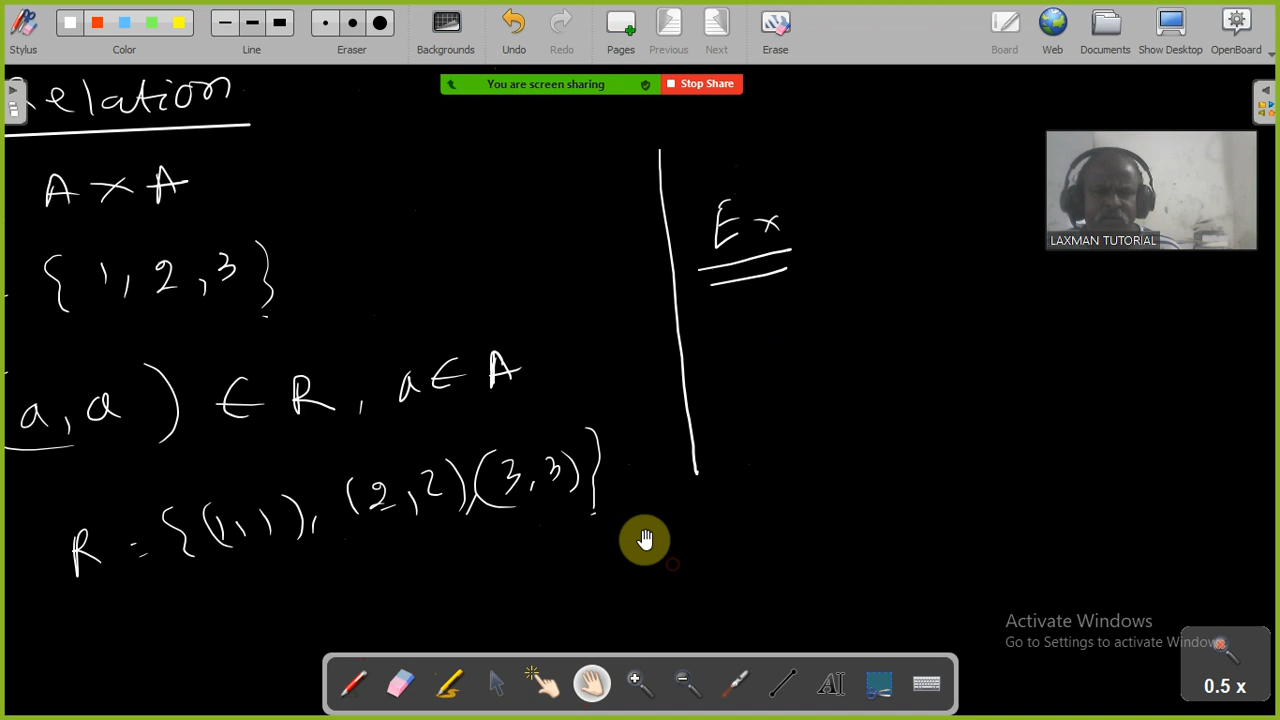 Stylus Color Line Eraser Backgrounds Undo Redo Pages Previous Next Erase Board Web Documents Show Desktop OpenBoard
You are screen sharing Stop Share
Relation
A × A
{1, 2, 3}
(a, a) ∈ R, a ∈ A
R = {(1, 1), (2, 2), (3, 3)}
Ex
LAXMAN TUTORIAL
Activate Windows
Go to Settings to activate Windows.
0.5 x